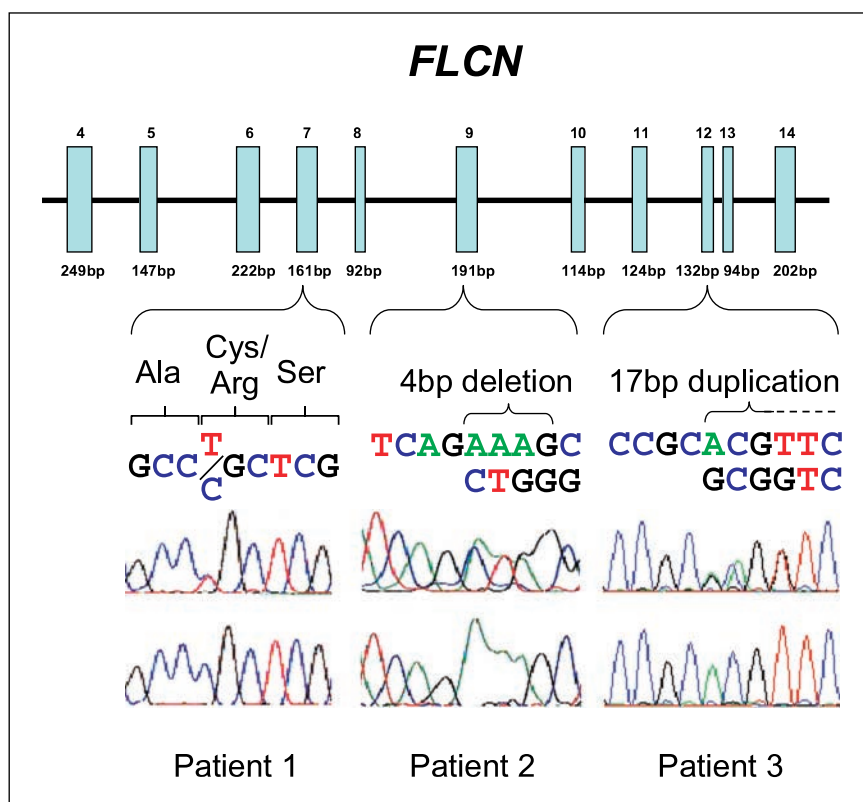 FLCN
4 5 6 7 8 9 10 11 12 13 14
249bp 147bp 222bp 161bp 92bp 191bp 114bp 124bp 132bp 94bp 202bp
Ala Cys/Arg Ser
4bp deletion
17bp duplication
GCCT/CGCTCG
TCAGAAAGC
CTGGG
CCGCACGTTC
GCGGTC
Patient 1 Patient 2 Patient 3